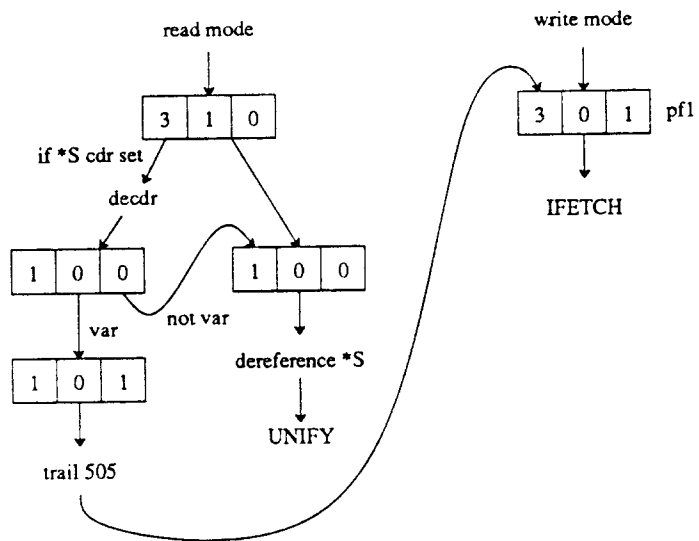 read mode
write mode
3 1 0
3 0 1 pf1
if *S cdr set
decdr
IFETCH
1 0 0
1 0 0
var
not var
dereference *S
1 0 1
UNIFY
trail 505